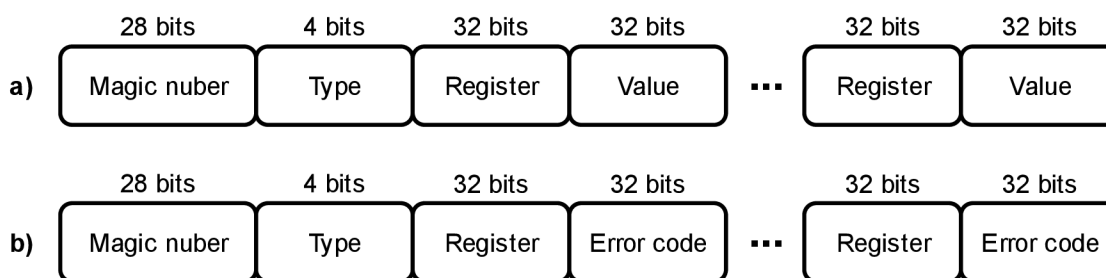 28 bits 4 bits 32 bits 32 bits 32 bits 32 bits
a) Magic nuber Type Register Value ... Register Value
28 bits 4 bits 32 bits 32 bits 32 bits 32 bits
b) Magic nuber Type Register Error code ... Register Error code